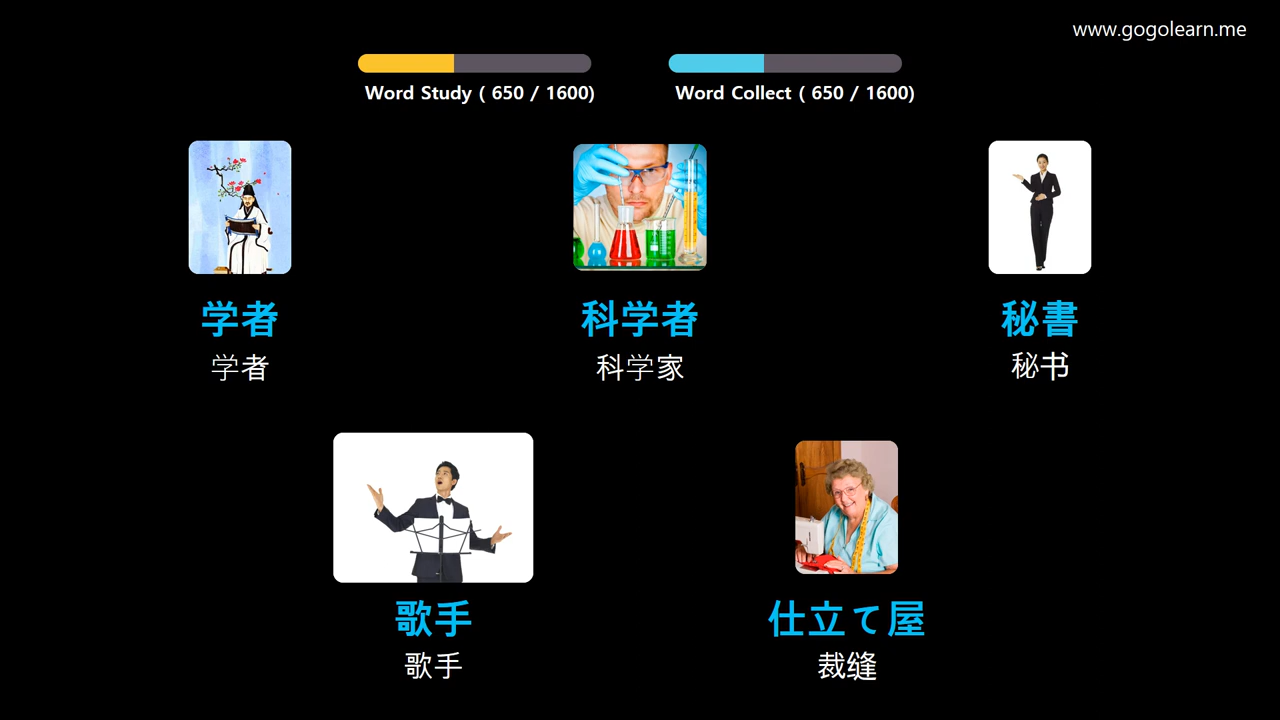 www.gogolearn.me
Word Study ( 650 / 1600)
Word Collect ( 650 / 1600)
学者
学者
科学者
科学家
秘書
秘书
歌手
歌手
仕立て屋
裁缝